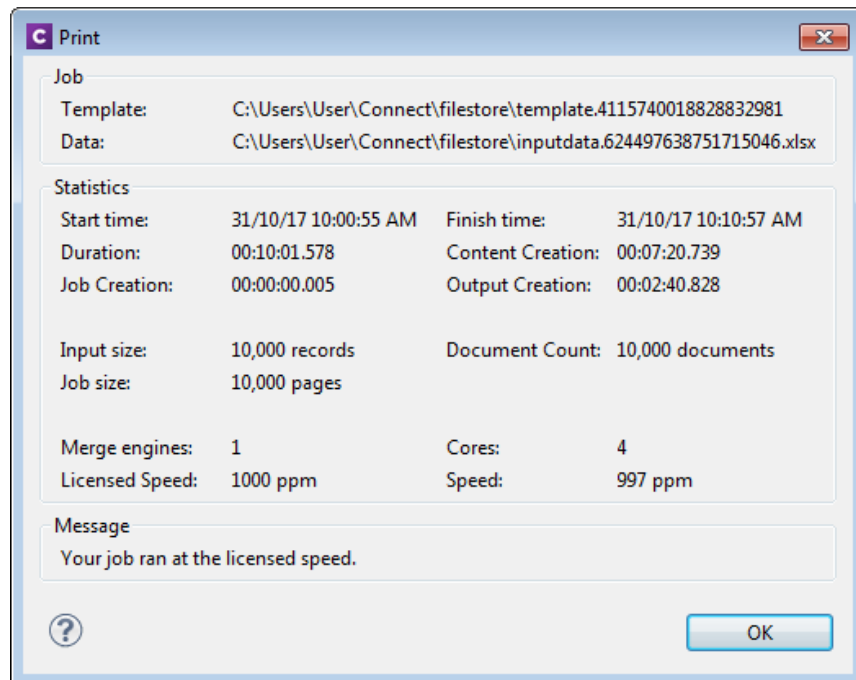 C Print
Job
Template: C:\Users\User\Connect\filestore\template.4115740018828832981
Data: C:\Users\User\Connect\filestore\inputdata.624497638751715046.xlsx
Statistics
Start time: 31/10/17 10:00:55 AM Finish time: 31/10/17 10:10:57 AM
Duration: 00:10:01.578 Content Creation: 00:07:20.739
Job Creation: 00:00:00.005 Output Creation: 00:02:40.828
Input size: 10,000 records Document Count: 10,000 documents
Job size: 10,000 pages
Merge engines: 1 Cores: 4
Licensed Speed: 1000 ppm Speed: 997 ppm
Message
Your job ran at the licensed speed.
? OK